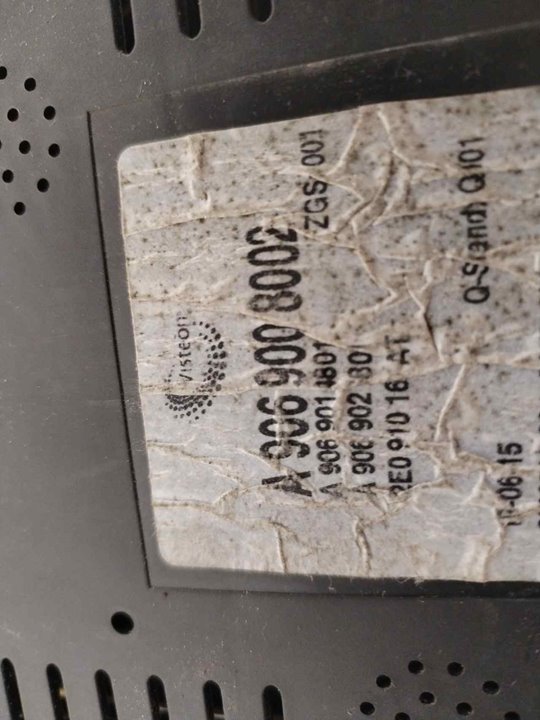 Visteon
A 906 900 8002
ZGS 001
A 906 901 4801
A 906 902
2E0 910 16 AT
Q-Stand: Q101
-06.15